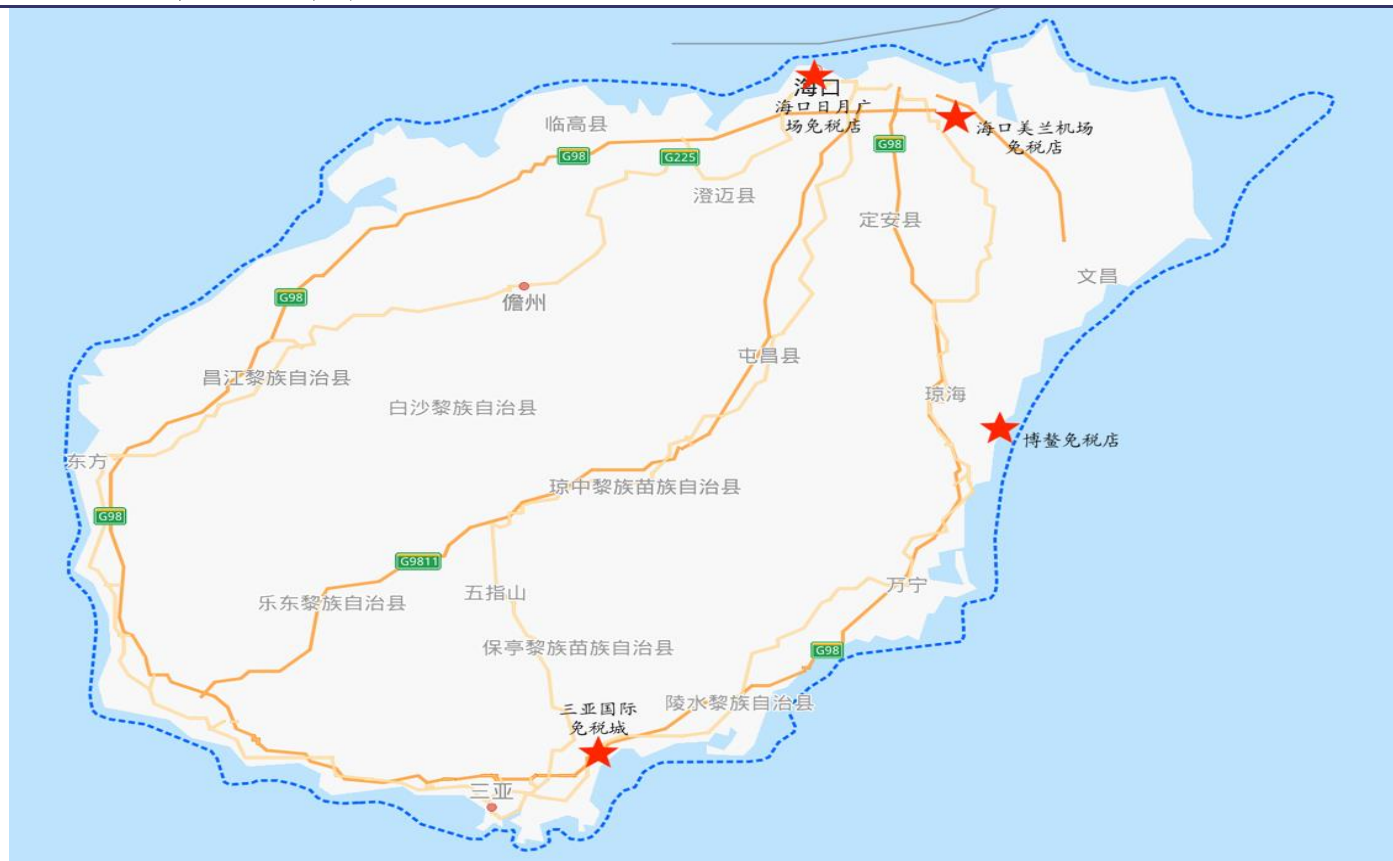 海口
海口日月广
场免税店
海口美兰机场
免税店
临高县
G98
G225
G98
澄迈县
定安县
文昌
G98
儋州
屯昌县
昌江黎族自治县
白沙黎族自治县
琼海
博鳌免税店
东方
琼中黎族苗族自治县
G98
G9811
五指山
万宁
乐东黎族自治县
保亭黎族苗族自治县
G98
陵水黎族自治县
三亚国际
免税城
三亚